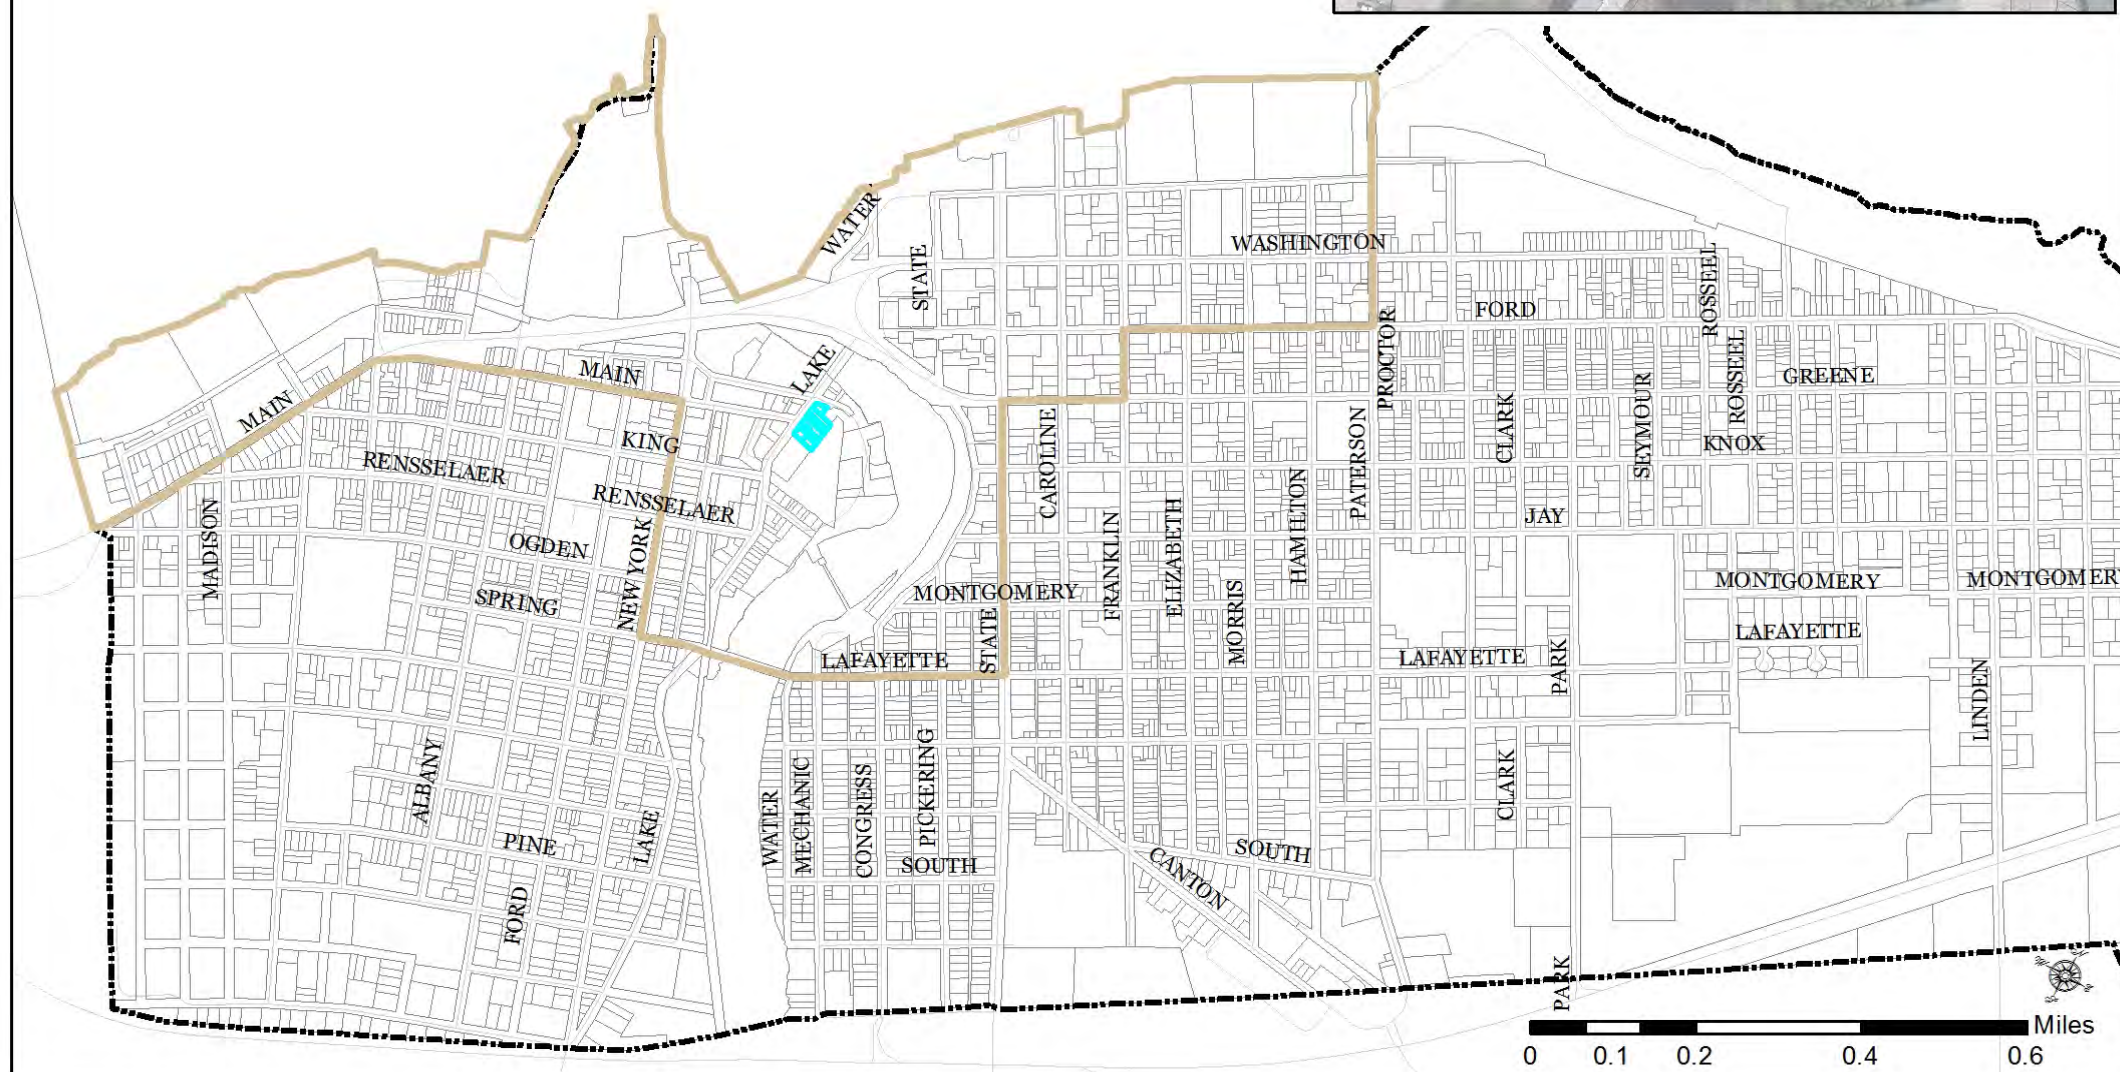 WATER
STATE
WASHINGTON
ROSSEEL
FORD
PROCTOR
LAKE
MAIN
MAIN
ROSSEEL
GREENE
KING
CAROLINE
PATERSON
CLARK
SEYMOUR
KNOX
RENSSELAER
RENSSELAER
MADISON
OGDEN
NEW YORK
FRANKLIN
ELIZABETH
HAMILTON
JAY
SPRING
MONTGOMERY
MORRIS
MONTGOMERY
MONTGOMERY
LAFAYETTE
STATE
LAFAYETTE
PARK
LAFAYETTE
LINDEN
ALBANY
PINE
FORD
LAKE
WATER
MECHANIC
CONGRESS
PICKERING
SOUTH
CANTON
SOUTH
CLARK
PARK
Miles
0 0.1 0.2 0.4 0.6